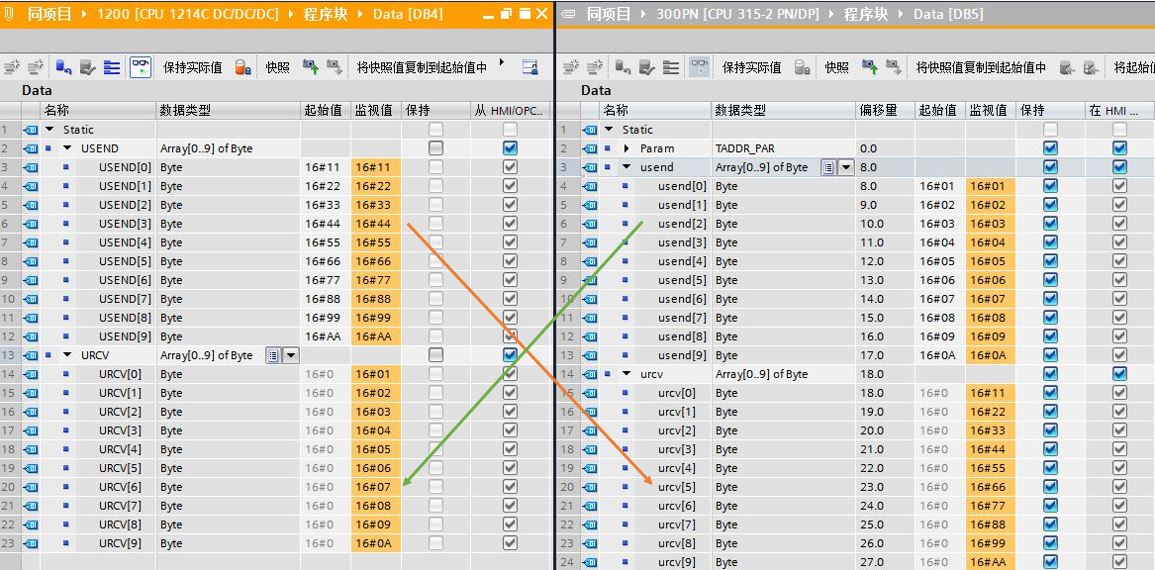 同项目 ▸ 1200 [CPU 1214C DC/DC/DC] ▸ 程序块 ▸ Data [DB4]
保持实际值 快照 将快照值复制到起始值中
Data
名称 数据类型 起始值 监视值 保持 从 HMI/OPC...
1 Static
2 USEND Array[0..9] of Byte
3 USEND[0] Byte 16#11 16#11
4 USEND[1] Byte 16#22 16#22
5 USEND[2] Byte 16#33 16#33
6 USEND[3] Byte 16#44 16#44
7 USEND[4] Byte 16#55 16#55
8 USEND[5] Byte 16#66 16#66
9 USEND[6] Byte 16#77 16#77
10 USEND[7] Byte 16#88 16#88
11 USEND[8] Byte 16#99 16#99
12 USEND[9] Byte 16#AA 16#AA
13 URCV Array[0..9] of Byte
14 URCV[0] Byte 16#0 16#01
15 URCV[1] Byte 16#0 16#02
16 URCV[2] Byte 16#0 16#03
17 URCV[3] Byte 16#0 16#04
18 URCV[4] Byte 16#0 16#05
19 URCV[5] Byte 16#0 16#06
20 URCV[6] Byte 16#0 16#07
21 URCV[7] Byte 16#0 16#08
22 URCV[8] Byte 16#0 16#09
23 URCV[9] Byte 16#0 16#0A
同项目 ▸ 300PN [CPU 315-2 PN/DP] ▸ 程序块 ▸ Data [DB5]
保持实际值 快照 将快照值复制到起始值中 将起始
Data
名称 数据类型 偏移量 起始值 监视值 保持 在 HMI ...
1 Static
2 Param TADDR_PAR 0.0
3 usend Array[0..9] of Byte 8.0
4 usend[0] Byte 8.0 16#01 16#01
5 usend[1] Byte 9.0 16#02 16#02
6 usend[2] Byte 10.0 16#03 16#03
7 usend[3] Byte 11.0 16#04 16#04
8 usend[4] Byte 12.0 16#05 16#05
9 usend[5] Byte 13.0 16#06 16#06
10 usend[6] Byte 14.0 16#07 16#07
11 usend[7] Byte 15.0 16#08 16#08
12 usend[8] Byte 16.0 16#09 16#09
13 usend[9] Byte 17.0 16#0A 16#0A
14 urcv Array[0..9] of Byte 18.0
15 urcv[0] Byte 18.0 16#0 16#11
16 urcv[1] Byte 19.0 16#0 16#22
17 urcv[2] Byte 20.0 16#0 16#33
18 urcv[3] Byte 21.0 16#0 16#44
19 urcv[4] Byte 22.0 16#0 16#55
20 urcv[5] Byte 23.0 16#0 16#66
21 urcv[6] Byte 24.0 16#0 16#77
22 urcv[7] Byte 25.0 16#0 16#88
23 urcv[8] Byte 26.0 16#0 16#99
24 urcv[9] Byte 27.0 16#0 16#AA